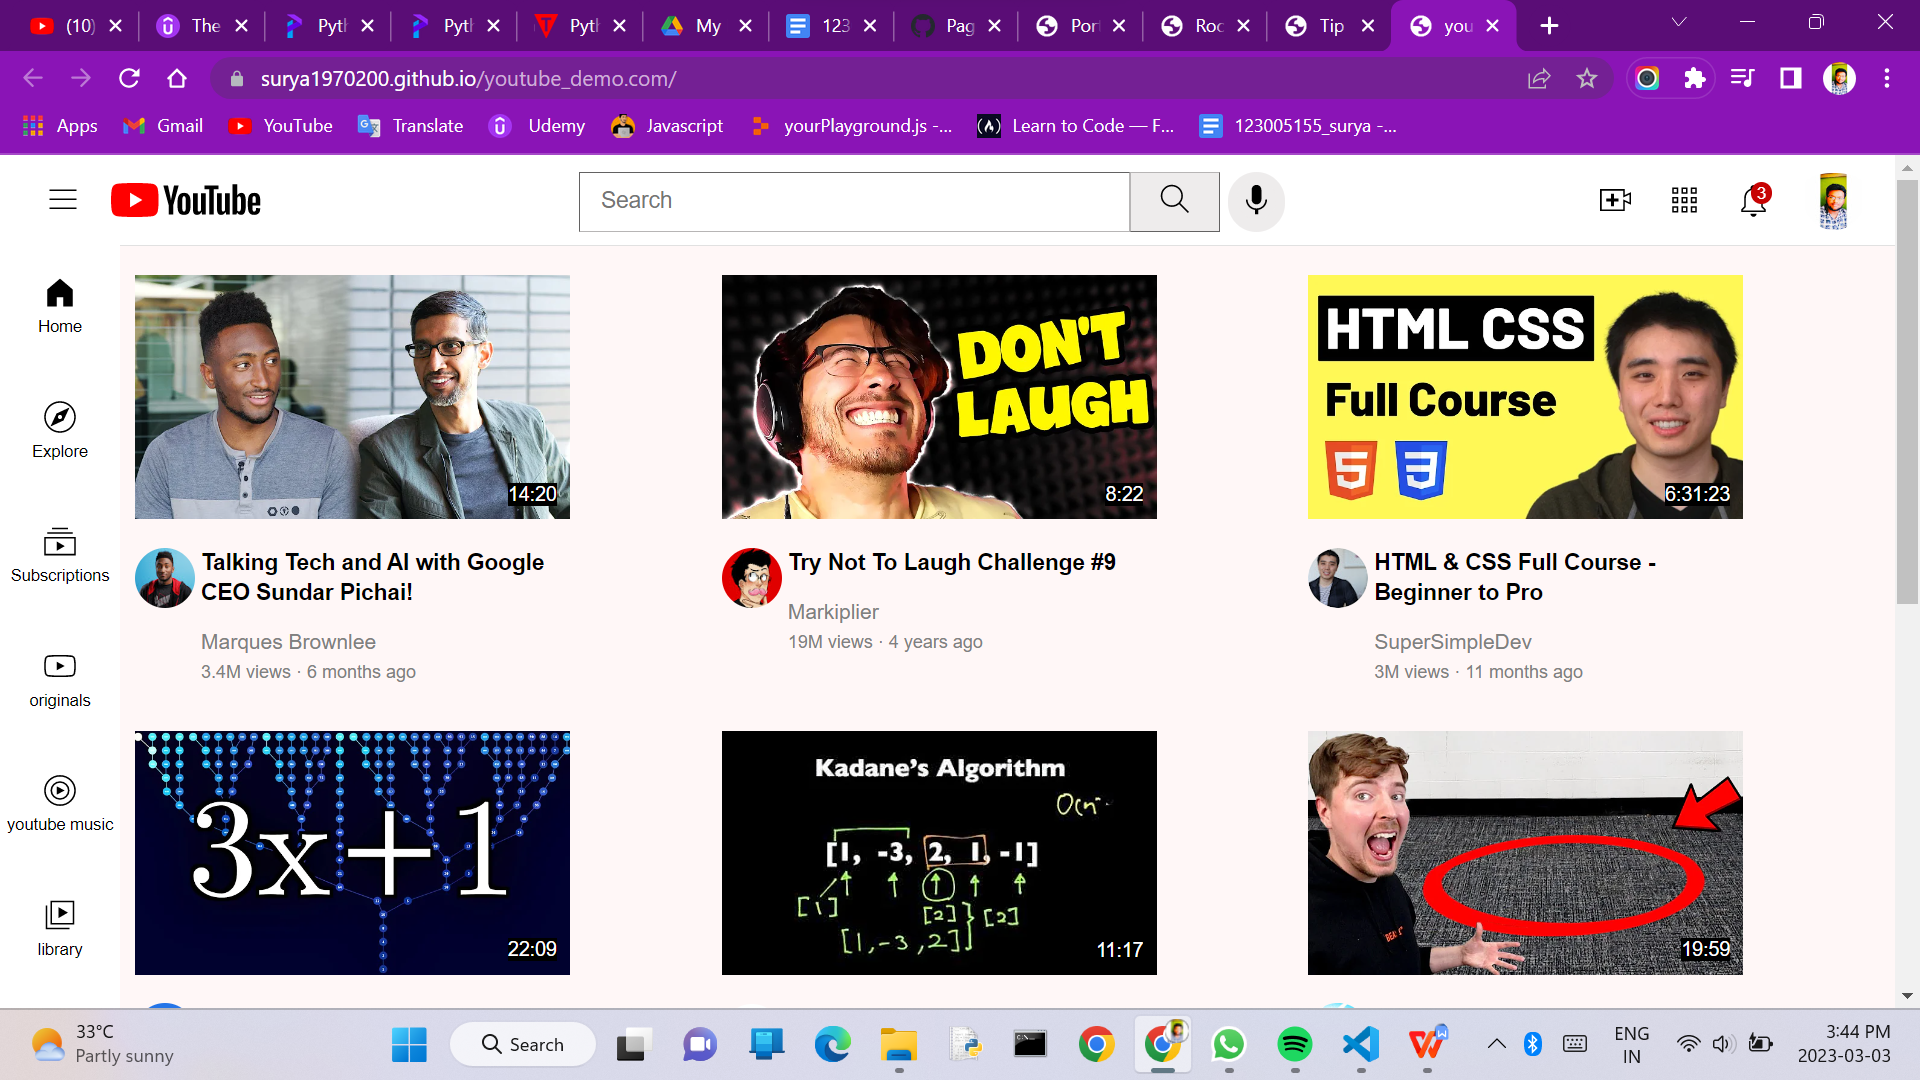 (10) The Pyth Pyth Pyth My 123 Pag Por Roc Tip you
surya1970200.github.io/youtube_demo.com/
Apps Gmail YouTube Translate Udemy Javascript yourPlayground.js -... Learn to Code — F... 123005155_surya -...
YouTube
Search
3
Home
Explore
Subscriptions
originals
youtube music
library
14:20
DON'T
LAUGH
8:22
HTML CSS
Full Course
5 3
6:31:23
Talking Tech and AI with Google
CEO Sundar Pichai!
Marques Brownlee
3.4M views · 6 months ago
Try Not To Laugh Challenge #9
Markiplier
19M views · 4 years ago
HTML & CSS Full Course -
Beginner to Pro
SuperSimpleDev
3M views · 11 months ago
3x+1
22:09
Kadane's Algorithm
[1, -3, 2, 1, -1]
[1] [2] [2]
[1, -3, 2]
11:17
19:59
33°C
Partly sunny
Search
ENG
IN
3:44 PM
2023-03-03